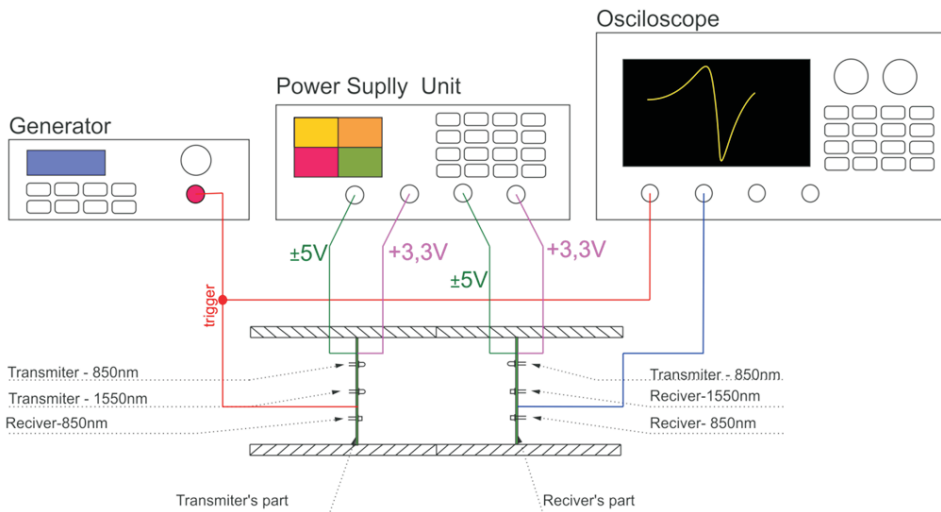 Osciloscope
Power Suplly Unit
Generator
±5V
+3,3V
±5V
+3,3V
trigger
Transmiter - 850nm
Transmiter - 1550nm
Reciver-850nm
Transmiter - 850nm
Reciver-1550nm
Reciver- 850nm
Transmiter's part
Reciver's part